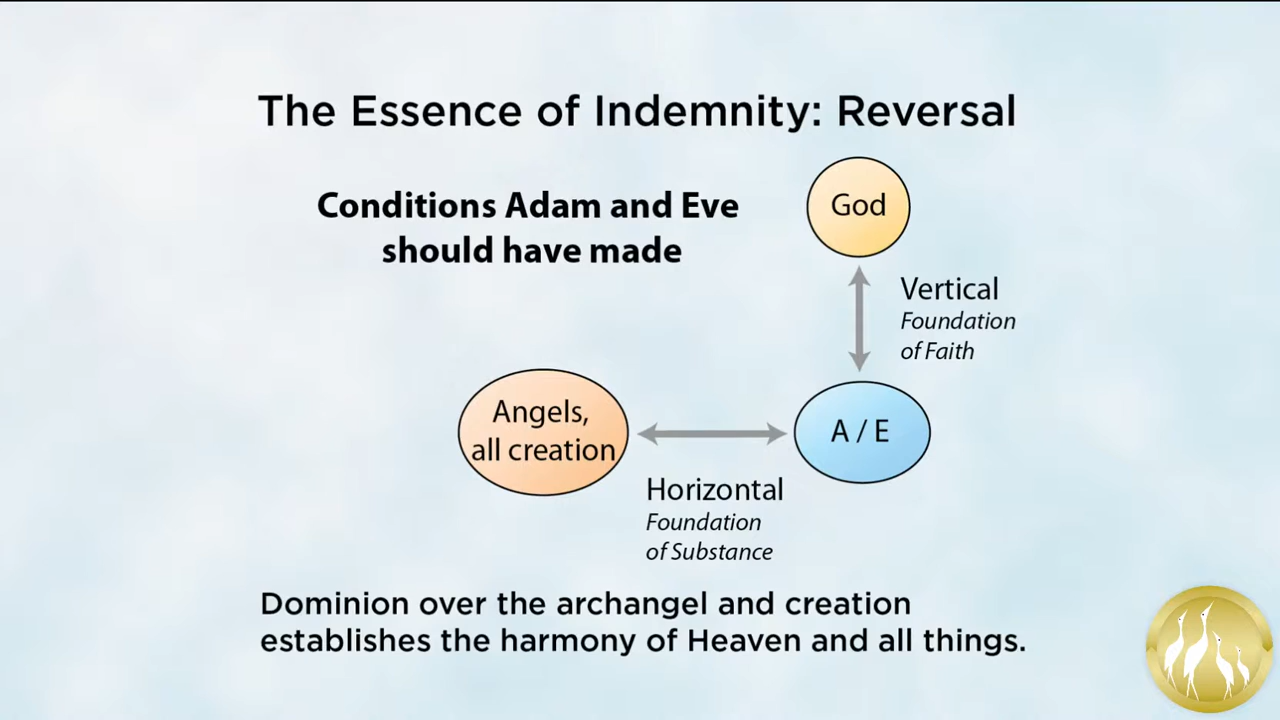 The Essence of Indemnity: Reversal
Conditions Adam and Eve
should have made
God
Vertical
Foundation
of Faith
Angels,
all creation
A / E
Horizontal
Foundation
of Substance
Dominion over the archangel and creation
establishes the harmony of Heaven and all things.